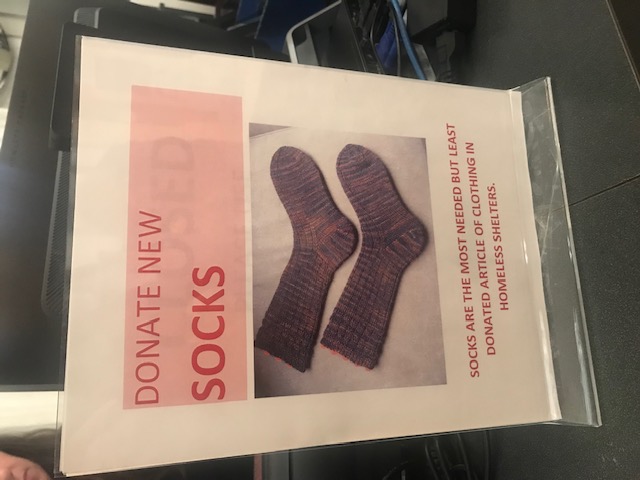 DONATE NEW
SOCKS
SOCKS ARE THE MOST NEEDED BUT LEAST
DONATED ARTICLE OF CLOTHING IN
HOMELESS SHELTERS.